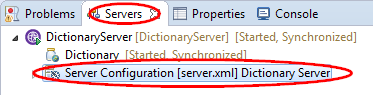 Problems Servers Properties Console
DictionaryServer [DictionaryServer] [Started, Synchronized]
Dictionary [Started, Synchronized]
Server Configuration [server.xml] Dictionary Server